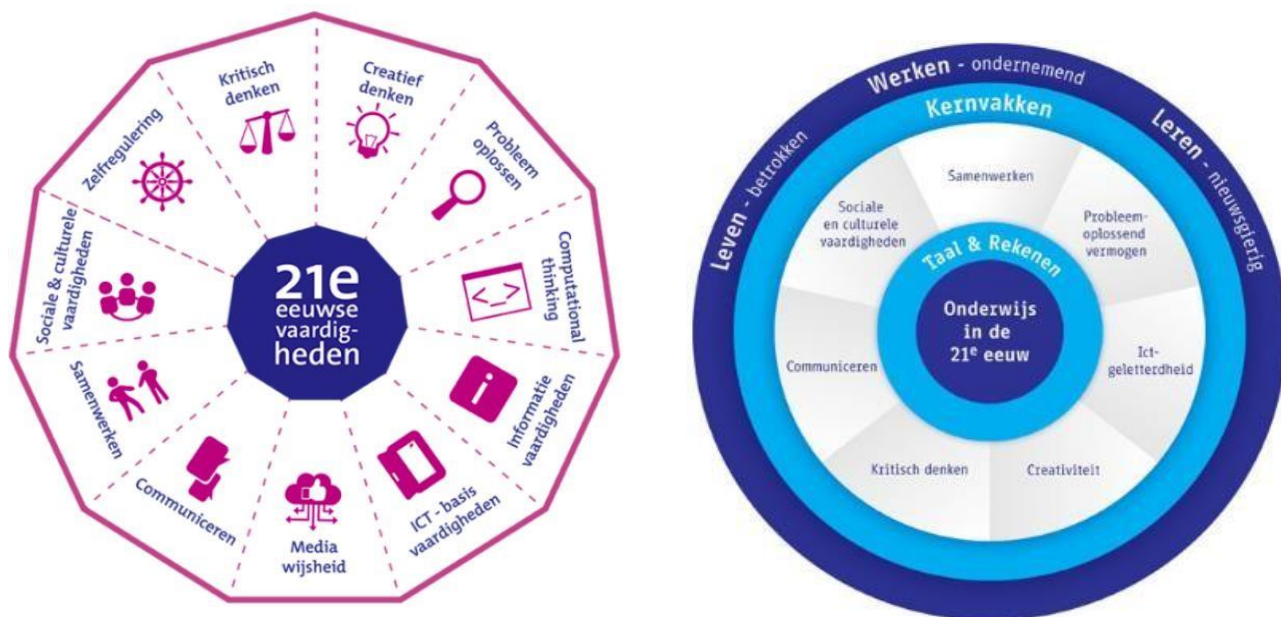 Kritisch
denken
Creatief
denken
Probleem
oplossen
Computational
thinking
Informatie
vaardigheden
ICT - basis
vaardigheden
Media
wijsheid
Communiceren
Samenwerken
Sociale & culturele
vaardigheden
Zelfregulering
21e
eeuwse
vaardig-
heden
Leven - betrokken
Werken - ondernemend
Leren - nieuwsgierig
Kernvakken
Samenwerken
Probleem-
oplossend
vermogen
Ict-
geletterdheid
Creativiteit
Kritisch denken
Communiceren
Sociale
en culturele
vaardigheden
Taal & Rekenen
Onderwijs
in de
21e eeuw